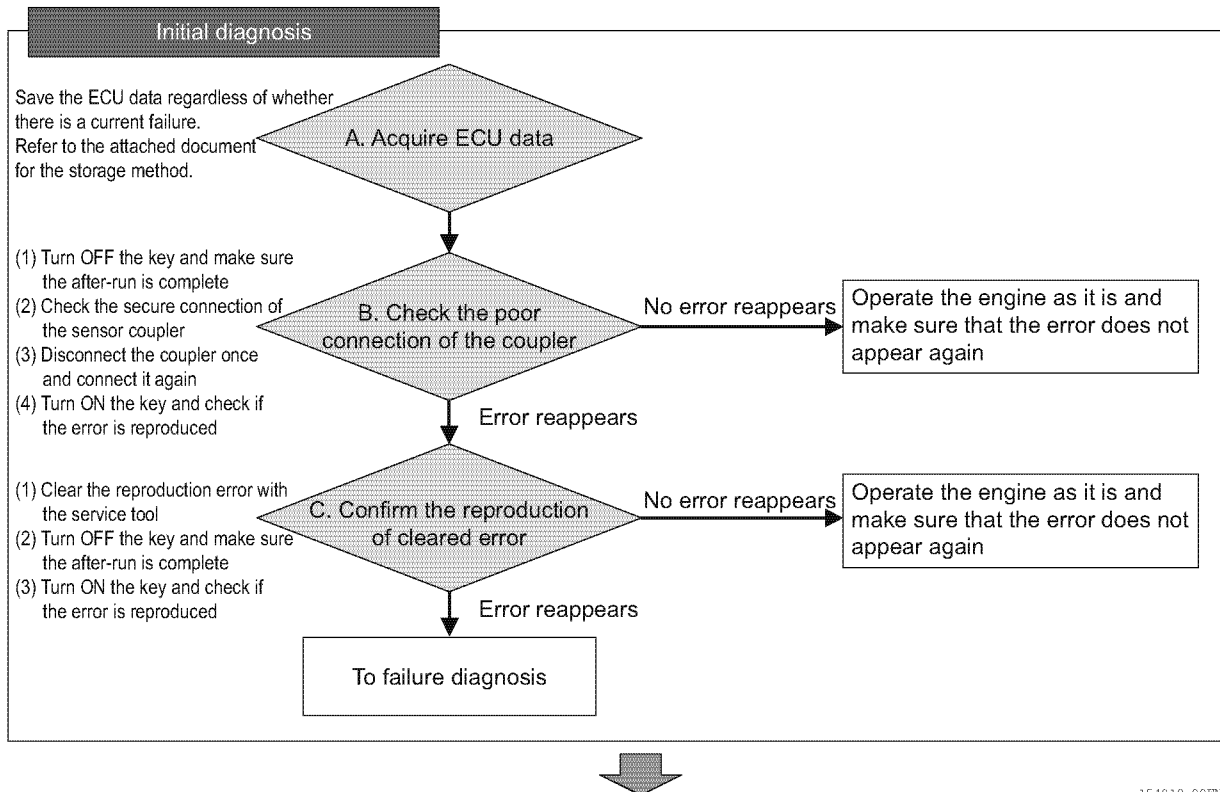 Initial diagnosis
Save the ECU data regardless of whether
there is a current failure.
Refer to the attached document
for the storage method.
A. Acquire ECU data
(1) Turn OFF the key and make sure
the after-run is complete
(2) Check the secure connection of
the sensor coupler
(3) Disconnect the coupler once
and connect it again
(4) Turn ON the key and check if
the error is reproduced
B. Check the poor
connection of the coupler
No error reappears
Operate the engine as it is and
make sure that the error does not
appear again
Error reappears
(1) Clear the reproduction error with
the service tool
(2) Turn OFF the key and make sure
the after-run is complete
(3) Turn ON the key and check if
the error is reproduced
C. Confirm the reproduction
of cleared error
No error reappears
Operate the engine as it is and
make sure that the error does not
appear again
Error reappears
To failure diagnosis